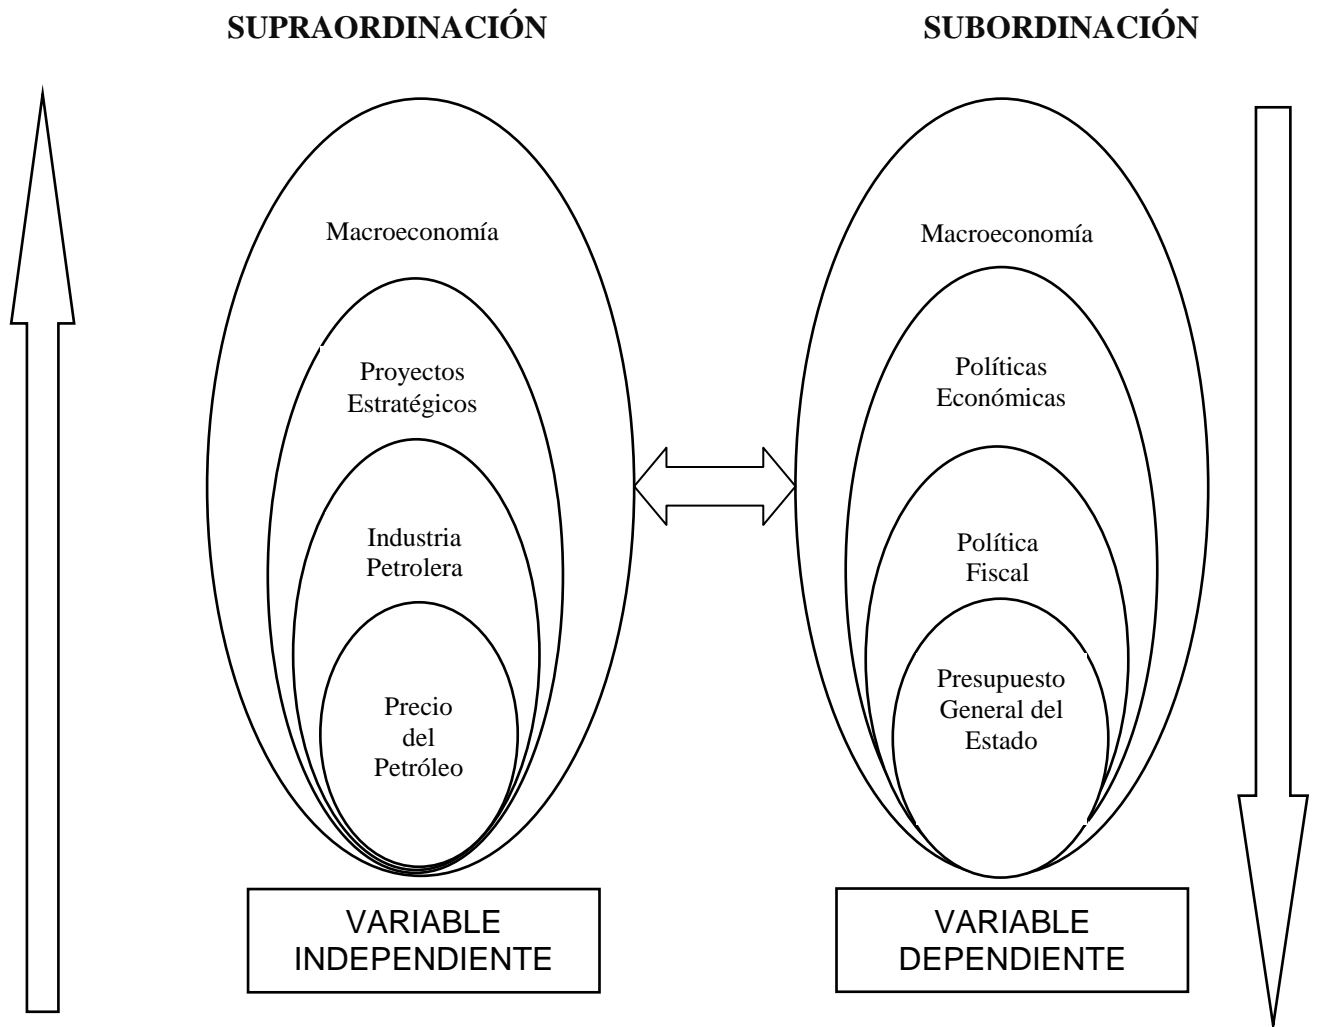 SUPRAORDINACIÓN
SUBORDINACIÓN
Macroeconomía
Proyectos
Estratégicos
Industria
Petrolera
Precio
del
Petróleo
VARIABLE
INDEPENDIENTE
Macroeconomía
Políticas
Económicas
Política
Fiscal
Presupuesto
General del
Estado
VARIABLE
DEPENDIENTE